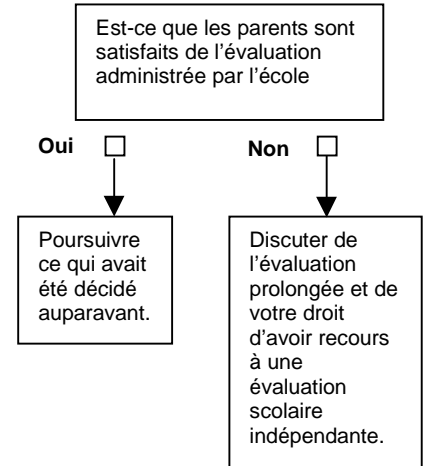 Est-ce que les parents sont
satisfaits de l'évaluation
administrée par l'école
Oui
Non
Poursuivre
ce qui avait
été décidé
auparavant.
Discuter de
l'évaluation
prolongée et de
votre droit
d'avoir recours
à une
évaluation
scolaire
indépendante.